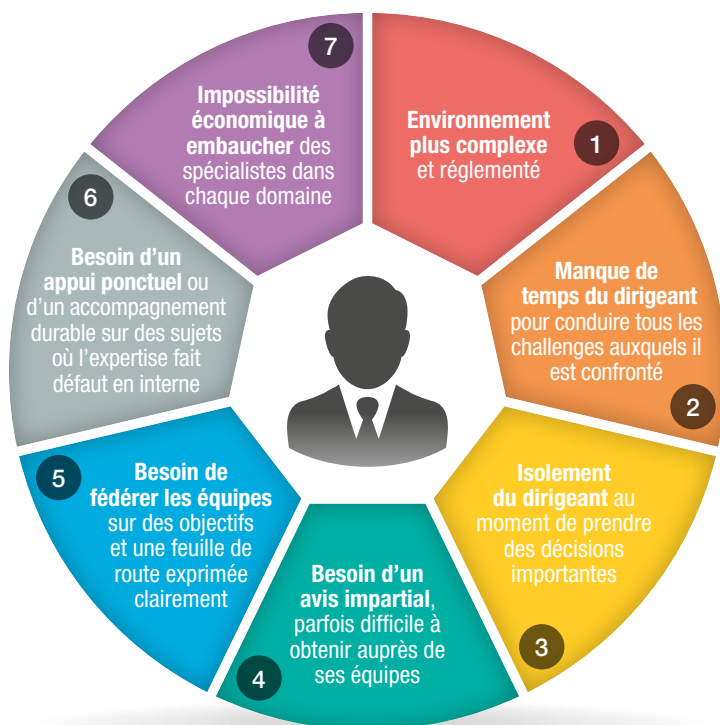 1
Environnement
plus complexe
et réglementé
2
Manque de
temps du dirigeant
pour conduire tous les
challenges auxquels il
est confronté
3
Isolement
du dirigeant au
moment de prendre
des décisions
importantes
4
Besoin d’un
avis impartial,
parfois difficile à
obtenir auprès de
ses équipes
5
Besoin de
fédérer les équipes
sur des objectifs
et une feuille de
route exprimée
clairement
6
Besoin d’un
appui ponctuel ou
d’un accompagnement
durable sur des sujets
où l’expertise fait
défaut en interne
7
Impossibilité
économique à
embaucher des
spécialistes dans
chaque domaine